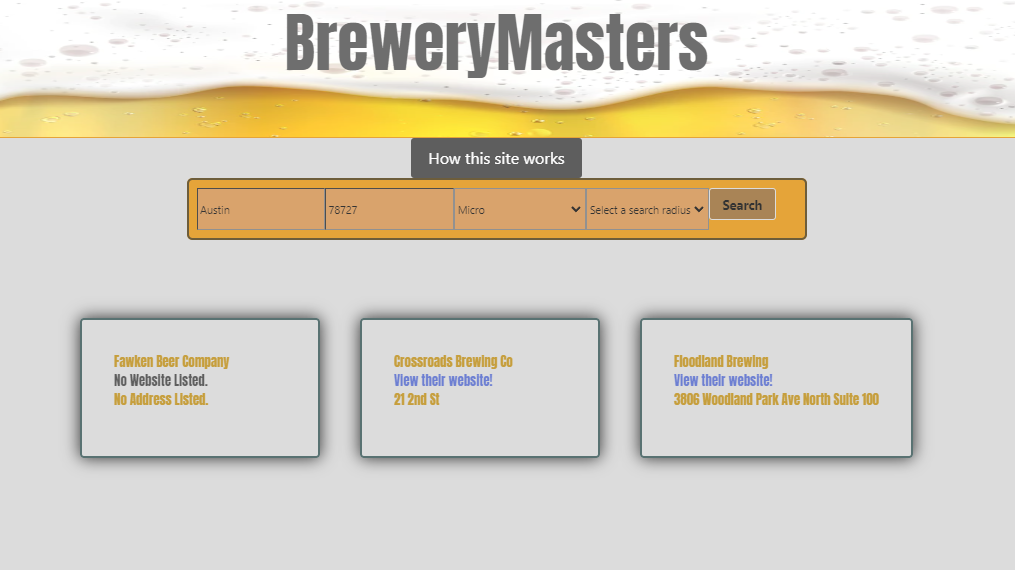 BreweryMasters
How this site works
Austin 78727 Micro Select a search radius Search
Fawken Beer Company
No Website Listed.
No Address Listed.
Crossroads Brewing Co
View their website!
21 2nd St
Floodland Brewing
View their website!
3806 Woodland Park Ave North Suite 100